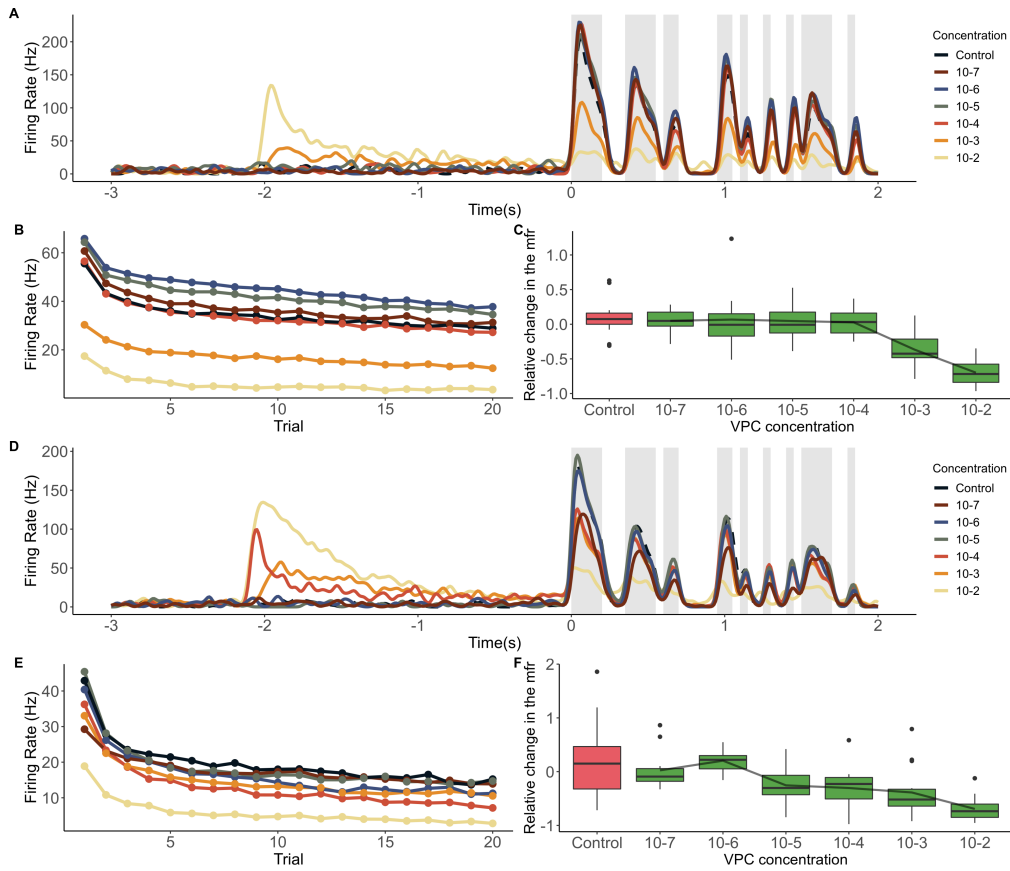 A
Firing Rate (Hz)
200
150
100
50
0
-3
-2
-1
0
1
2
Time(s)
Concentration
Control
10-7
10-6
10-5
10-4
10-3
10-2
B
Firing Rate (Hz)
60
40
20
5
10
15
20
Trial
C
Relative change in the mfr
1.0
0.5
0.0
-0.5
-1.0
Control
10-7
10-6
10-5
10-4
10-3
10-2
VPC concentration
D
Firing Rate (Hz)
200
150
100
50
0
-3
-2
-1
0
1
2
Time(s)
Concentration
Control
10-7
10-6
10-5
10-4
10-3
10-2
E
Firing Rate (Hz)
40
30
20
10
5
10
15
20
Trial
F
Relative change in the mfr
2
1
0
-1
Control
10-7
10-6
10-5
10-4
10-3
10-2
VPC concentration